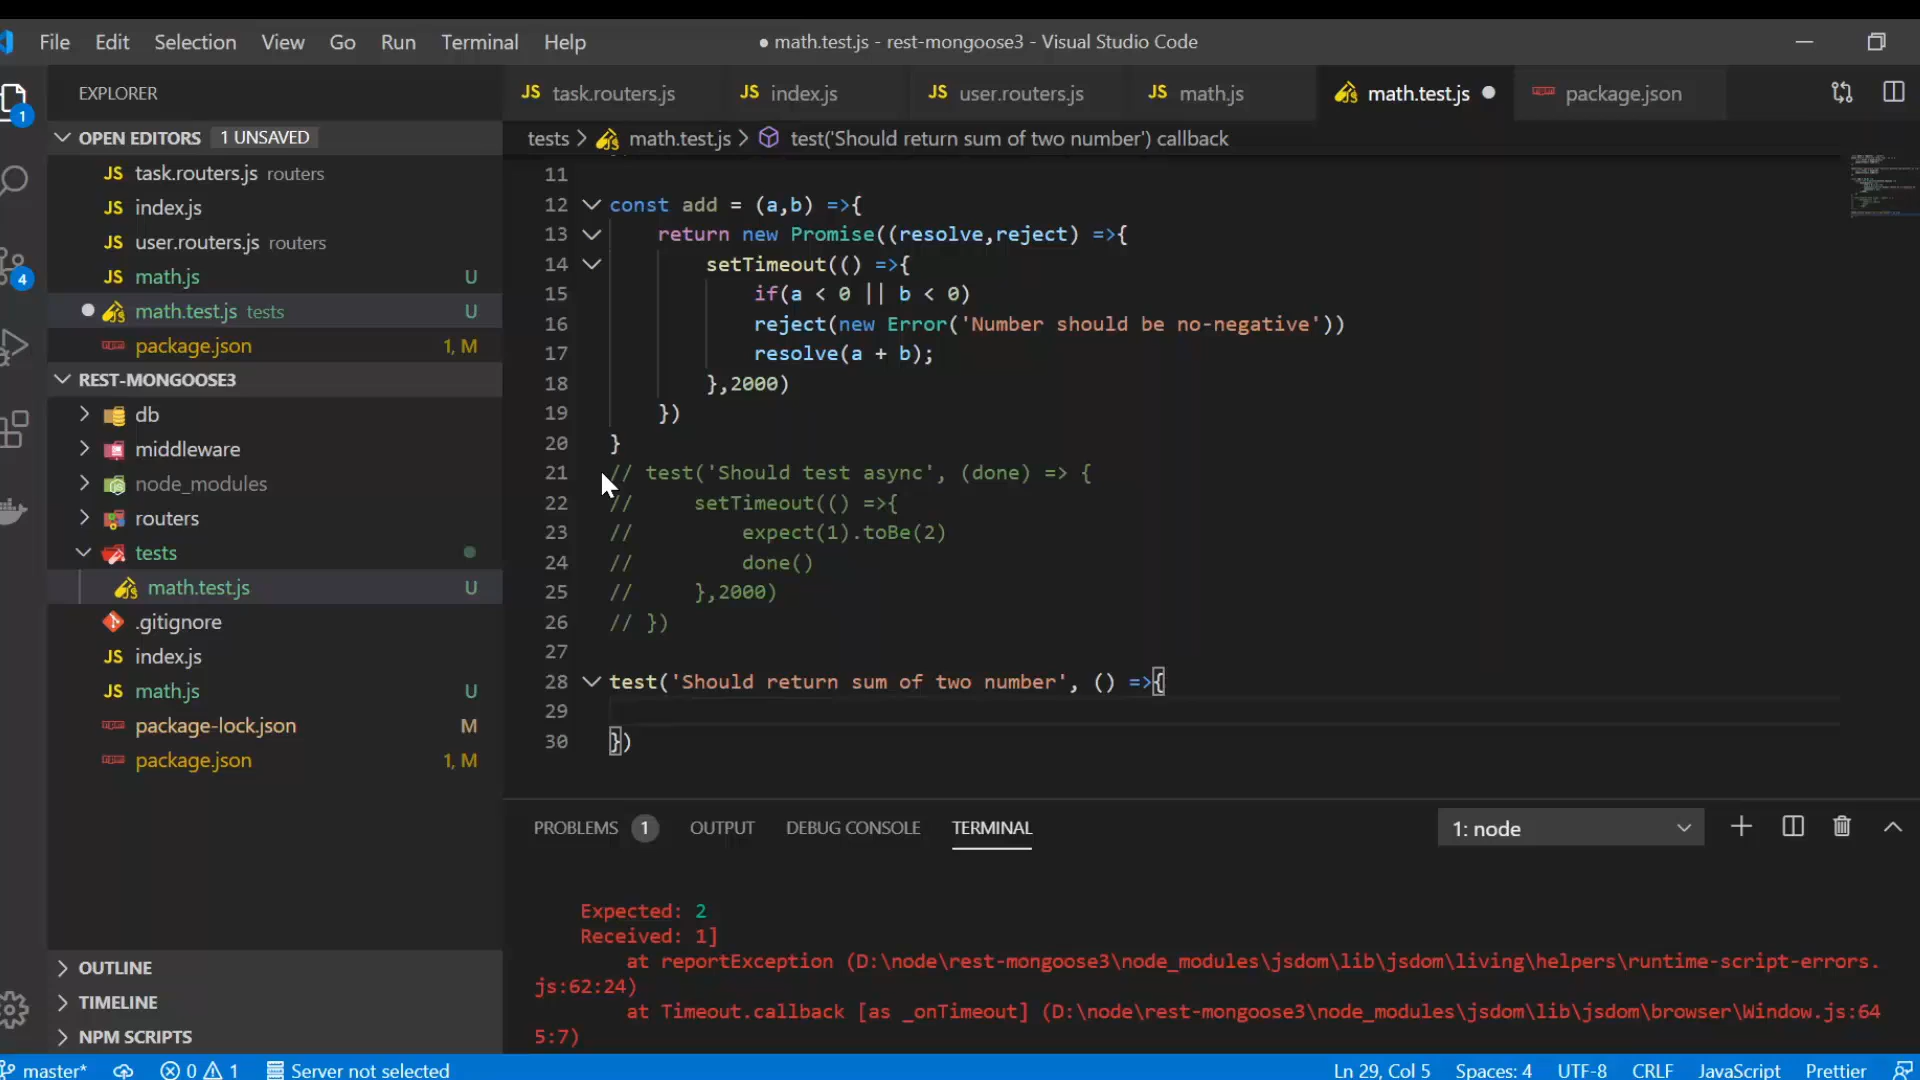 File Edit Selection View Go Run Terminal Help
● math.test.js - rest-mongoose3 - Visual Studio Code
EXPLORER
OPEN EDITORS 1 UNSAVED
JS task.routers.js routers
JS index.js
JS user.routers.js routers
JS math.js U
math.test.js tests U
package.json 1, M
REST-MONGOOSE3
db
middleware
node_modules
routers
tests
math.test.js U
.gitignore
JS index.js
JS math.js U
package-lock.json M
package.json 1, M
OUTLINE
TIMELINE
NPM SCRIPTS
1
4
JS task.routers.js JS index.js JS user.routers.js JS math.js math.test.js package.json
tests > math.test.js > test('Should return sum of two number') callback
11
12 const add = (a,b) =>{
13 return new Promise((resolve,reject) =>{
14 setTimeout(() =>{
15 if(a < 0 || b < 0)
16 reject(new Error('Number should be no-negative'))
17 resolve(a + b);
18 },2000)
19 })
20 }
21 // test('Should test async', (done) => {
22 // setTimeout(() =>{
23 // expect(1).toBe(2)
24 // done()
25 // },2000)
26 // })
27
28 test('Should return sum of two number', () =>{
29
30 })
PROBLEMS 1 OUTPUT DEBUG CONSOLE TERMINAL 1: node
Expected: 2
Received: 1]
at reportException (D:\node\rest-mongoose3\node_modules\jsdom\lib\jsdom\living\helpers\runtime-script-errors.
js:62:24)
at Timeout.callback [as _onTimeout] (D:\node\rest-mongoose3\node_modules\jsdom\lib\jsdom\browser\Window.js:64
5:7)
master* 0 1 Server not selected Ln 29, Col 5 Spaces: 4 UTF-8 CRLF JavaScript Prettier